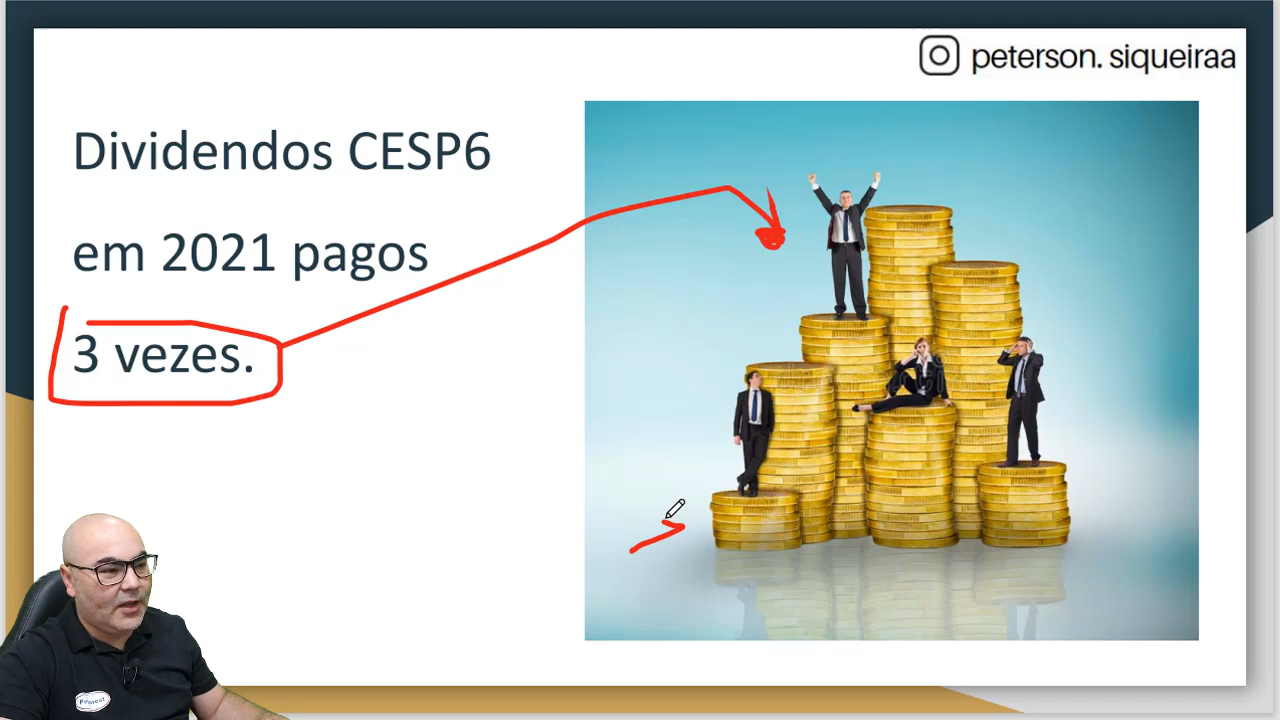 peterson. siqueiraa
Dividendos CESP6
em 2021 pagos
3 vezes.